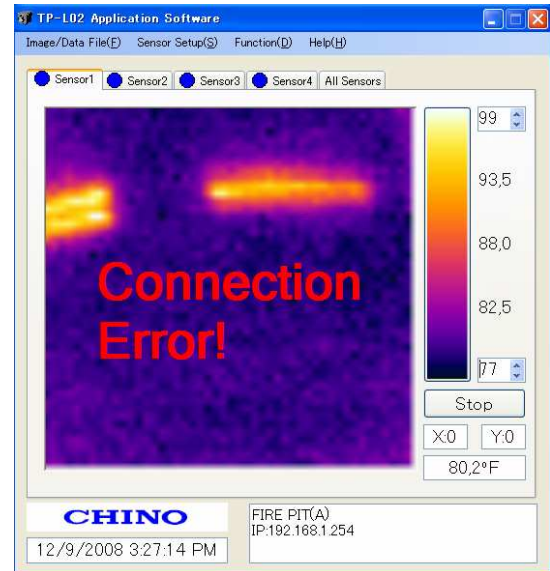 TP-L02 Application Software
Image/Data File(F) Sensor Setup(S) Function(D) Help(H)
Sensor1 Sensor2 Sensor3 Sensor4 All Sensors
99
93,5
88,0
82,5
77
Connection
Error!
Stop
X:0 Y:0
80,2°F
CHINO
12/9/2008 3:27:14 PM
FIRE PIT(A)
IP:192.168.1.254